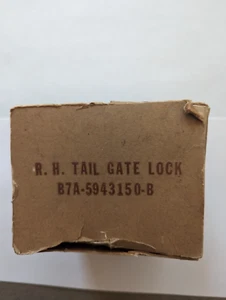 R. H. TAIL GATE LOCK
B7A-5943150-B